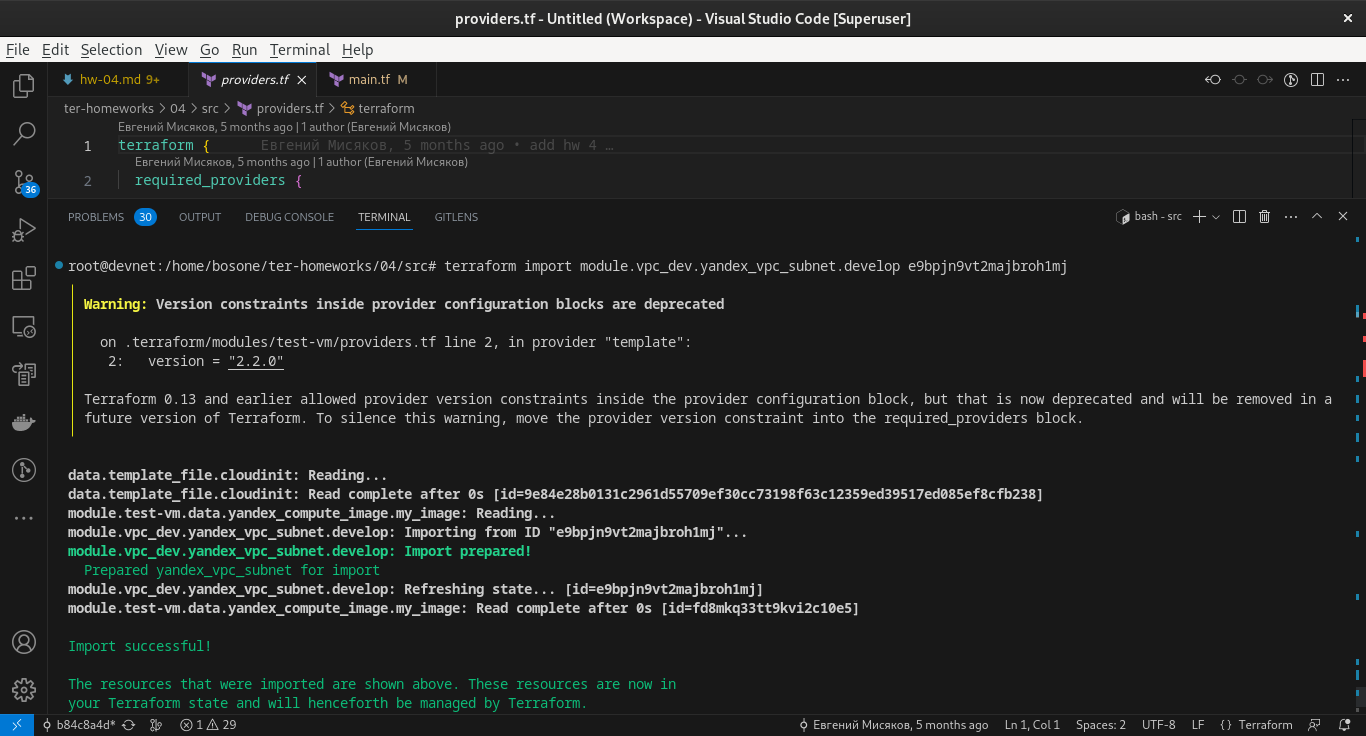 providers.tf - Untitled (Workspace) - Visual Studio Code [Superuser]
File Edit Selection View Go Run Terminal Help
hw-04.md 9+ providers.tf main.tf M
ter-homeworks > 04 > src > providers.tf > terraform
Евгений Мисяков, 5 months ago | 1 author (Евгений Мисяков)
1 terraform { Евгений Мисяков, 5 months ago • add hw 4 …
Евгений Мисяков, 5 months ago | 1 author (Евгений Мисяков)
2 required_providers {
36
PROBLEMS 30 OUTPUT DEBUG CONSOLE TERMINAL GITLENS bash - src
root@devnet:/home/bosone/ter-homeworks/04/src# terraform import module.vpc_dev.yandex_vpc_subnet.develop e9bpjn9vt2majbroh1mj
Warning: Version constraints inside provider configuration blocks are deprecated
on .terraform/modules/test-vm/providers.tf line 2, in provider "template":
2: version = "2.2.0"
Terraform 0.13 and earlier allowed provider version constraints inside the provider configuration block, but that is now deprecated and will be removed in a
future version of Terraform. To silence this warning, move the provider version constraint into the required_providers block.
data.template_file.cloudinit: Reading...
data.template_file.cloudinit: Read complete after 0s [id=9e84e28b0131c2961d55709ef30cc73198f63c12359ed39517ed085ef8cfb238]
module.test-vm.data.yandex_compute_image.my_image: Reading...
module.vpc_dev.yandex_vpc_subnet.develop: Importing from ID "e9bpjn9vt2majbroh1mj"...
module.vpc_dev.yandex_vpc_subnet.develop: Import prepared!
Prepared yandex_vpc_subnet for import
module.vpc_dev.yandex_vpc_subnet.develop: Refreshing state... [id=e9bpjn9vt2majbroh1mj]
module.test-vm.data.yandex_compute_image.my_image: Read complete after 0s [id=fd8mkq33tt9kvi2c10e5]
Import successful!
The resources that were imported are shown above. These resources are now in
your Terraform state and will henceforth be managed by Terraform.
b84c8a4d* 1 29 Евгений Мисяков, 5 months ago Ln 1, Col 1 Spaces: 2 UTF-8 LF { } Terraform